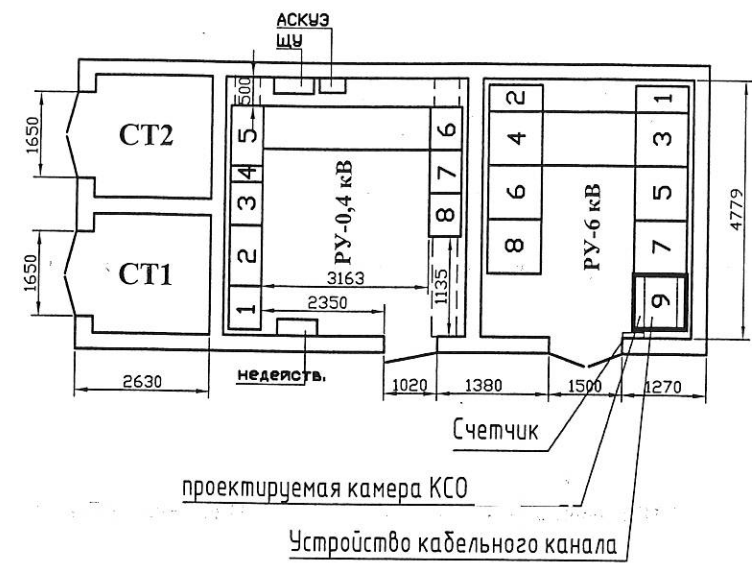 АСКУЭ
ЩУ
500
1650
СТ2
5
4
3
2
1
РУ-0,4 кВ
6
7
8
2
4
6
8
РУ-6 кВ
1
3
5
7
9
4779
1650
СТ1
3163
2350
1135
недейств.
2630
1020
1380
1500
1270
Счетчик
проектируемая камера КСО
Устройство кабельного канала